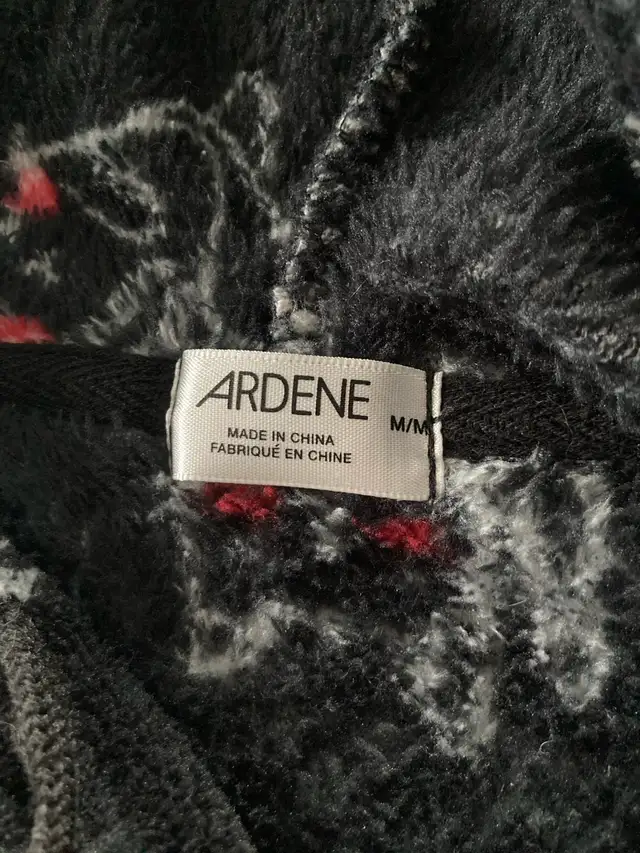 ARDENE
M/M
MADE IN CHINA
FABRIQUÉ EN CHINE